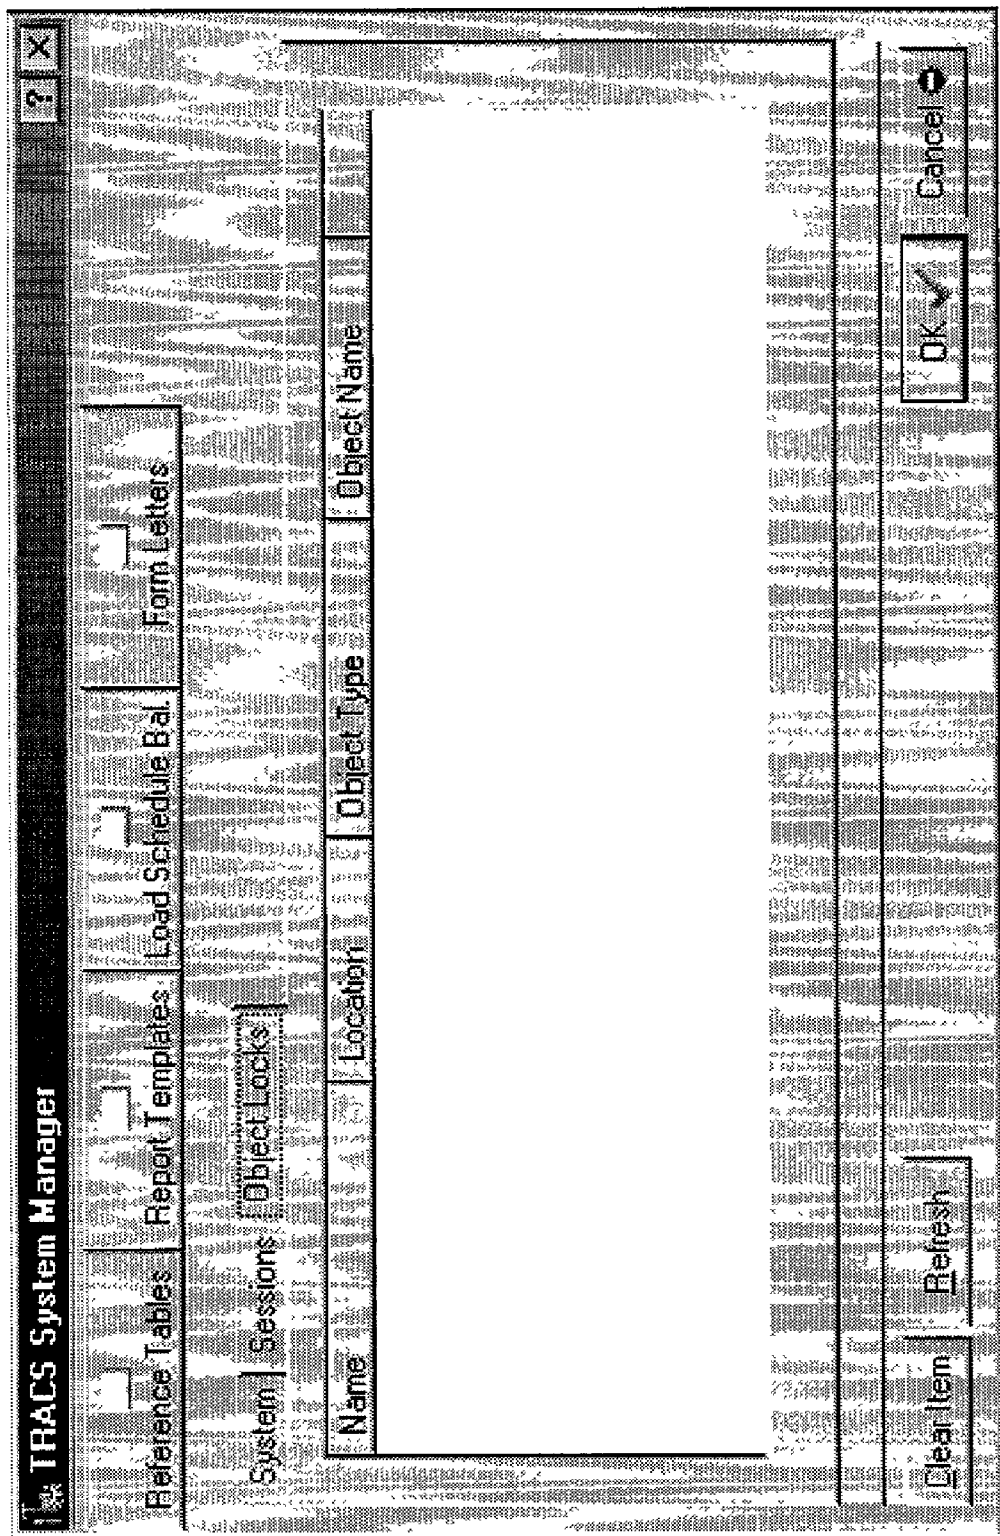 TRACS System Manager ? X
Reference Tables Report Templates Load Schedule Bal. Form Letters
System Sessions Object Locks
Name Location Object Type Object Name
Clear Item Refresh OK Cancel